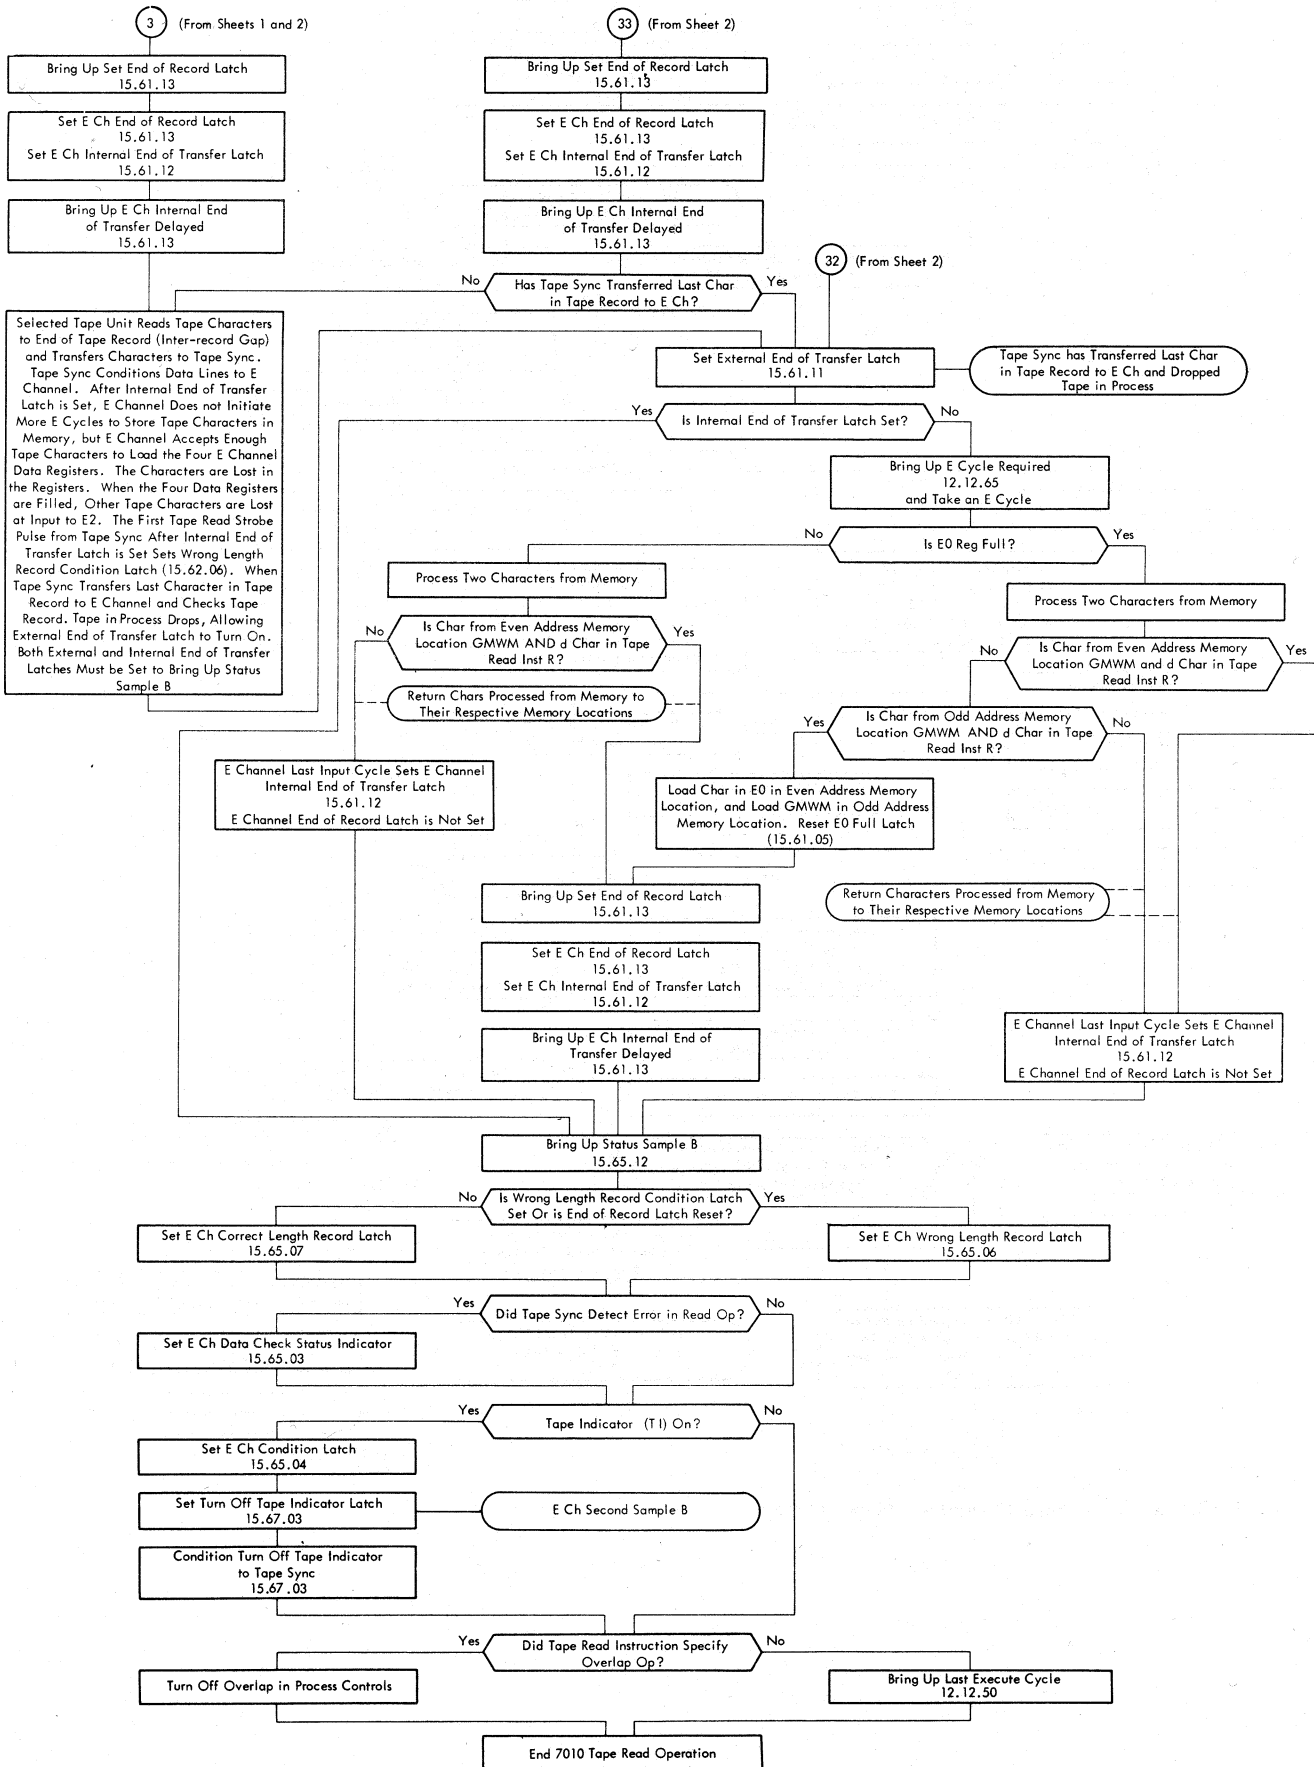 3 (From Sheets 1 and 2)
Bring Up Set End of Record Latch
15.61.13
Set E Ch End of Record Latch
15.61.13
Set E Ch Internal End of Transfer Latch
15.61.12
Bring Up E Ch Internal End
of Transfer Delayed
15.61.13
33 (From Sheet 2)
Bring Up Set End of Record Latch
15.61.13
Set E Ch End of Record Latch
15.61.13
Set E Ch Internal End of Transfer Latch
15.61.12
Bring Up E Ch Internal End
of Transfer Delayed
15.61.13
32 (From Sheet 2)
No
Has Tape Sync Transferred Last Char
in Tape Record to E Ch?
Yes
Selected Tape Unit Reads Tape Characters
to End of Tape Record (Inter-record Gap)
and Transfers Characters to Tape Sync.
Tape Sync Conditions Data Lines to E
Channel. After Internal End of Transfer
Latch is Set, E Channel Does not Initiate
More E Cycles to Store Tape Characters in
Memory, but E Channel Accepts Enough
Tape Characters to Load the Four E Channel
Data Registers. The Characters are Lost in
the Registers. When the Four Data Registers
are Filled, Other Tape Characters are Lost
at Input to E2. The First Tape Read Strobe
Pulse from Tape Sync After Internal End of
Transfer Latch is Set Sets Wrong Length
Record Condition Latch (15.62.06). When
Tape Sync Transfers Last Character in Tape
Record to E Channel and Checks Tape
Record. Tape in Process Drops, Allowing
External End of Transfer Latch to Turn On.
Both External and Internal End of Transfer
Latches Must be Set to Bring Up Status
Sample B
Set External End of Transfer Latch
15.61.11
Tape Sync has Transferred Last Char
in Tape Record to E Ch and Dropped
Tape in Process
Yes
Is Internal End of Transfer Latch Set?
No
Bring Up E Cycle Required
12.12.65
and Take an E Cycle
No
Is E0 Reg Full?
Yes
Process Two Characters from Memory
Process Two Characters from Memory
No
Is Char from Even Address Memory
Location GMWM AND d Char in Tape
Read Inst R?
Yes
No
Is Char from Even Address Memory
Location GMWM and d Char in Tape
Read Inst R?
Yes
Return Chars Processed from Memory to
Their Respective Memory Locations
Yes
Is Char from Odd Address Memory
Location GMWM AND d Char in Tape
Read Inst R?
No
E Channel Last Input Cycle Sets E Channel
Internal End of Transfer Latch
15.61.12
E Channel End of Record Latch is Not Set
Load Char in E0 in Even Address Memory
Location, and Load GMWM in Odd Address
Memory Location. Reset E0 Full Latch
(15.61.05)
Bring Up Set End of Record Latch
15.61.13
Return Characters Processed from Memory
to Their Respective Memory Locations
Set E Ch End of Record Latch
15.61.13
Set E Ch Internal End of Transfer Latch
15.61.12
Bring Up E Ch Internal End of
Transfer Delayed
15.61.13
E Channel Last Input Cycle Sets E Channel
Internal End of Transfer Latch
15.61.12
E Channel End of Record Latch is Not Set
Bring Up Status Sample B
15.65.12
No
Is Wrong Length Record Condition Latch
Set Or is End of Record Latch Reset?
Yes
Set E Ch Correct Length Record Latch
15.65.07
Set E Ch Wrong Length Record Latch
15.65.06
Yes
Did Tape Sync Detect Error in Read Op?
No
Set E Ch Data Check Status Indicator
15.65.03
Yes
Tape Indicator (TI) On?
No
Set E Ch Condition Latch
15.65.04
Set Turn Off Tape Indicator Latch
15.67.03
E Ch Second Sample B
Condition Turn Off Tape Indicator
to Tape Sync
15.67.03
Yes
Did Tape Read Instruction Specify
Overlap Op?
No
Turn Off Overlap in Process Controls
Bring Up Last Execute Cycle
12.12.50
End 7010 Tape Read Operation